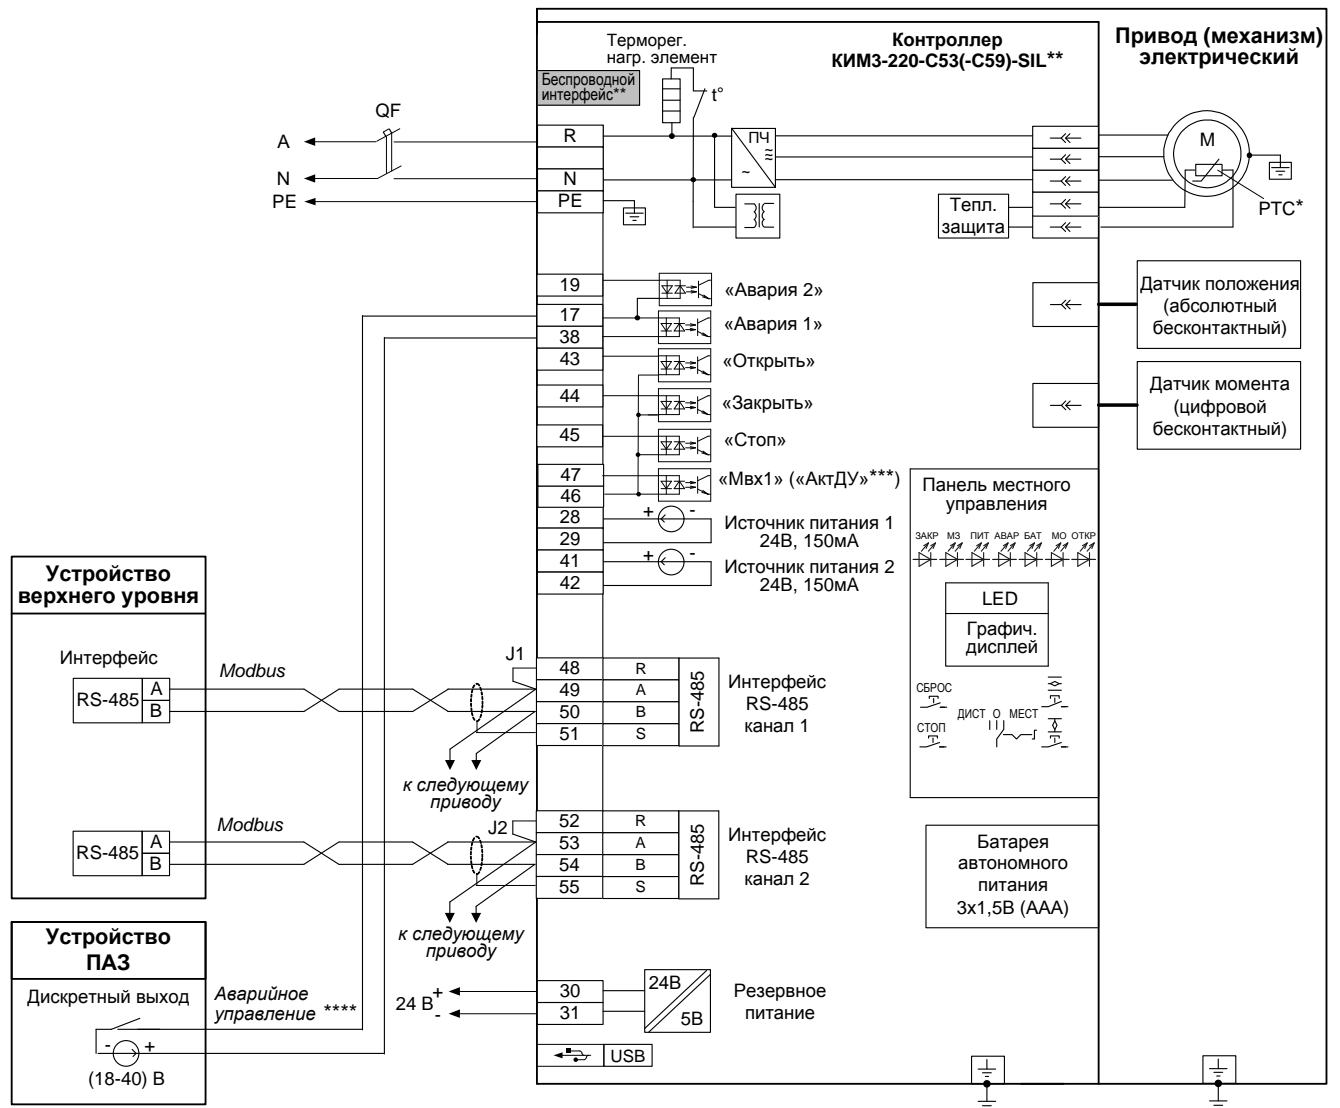 Терморег.
нагр. элемент
Контроллер
КИМ3-220-С53(-С59)-SIL**
Привод (механизм)
электрический
Беспроводной
интерфейс**
t°
QF
A
R
ПЧ
≈
~
M
N
N
PE
PE
PTC*
Тепл.
защита
19
«Авария 2»
17
«Авария 1»
38
43
«Открыть»
44
«Закрыть»
45
«Стоп»
47
«Мвх1» («АктДУ»***)
46
28
+ -
Источник питания 1
24В, 150мА
29
41
+ -
Источник питания 2
24В, 150мА
42
Датчик положения
(абсолютный
бесконтактный)
Датчик момента
(цифровой
бесконтактный)
Панель местного
управления
ЗАКР МЗ ПИТ АВАР БАТ МО ОТКР
LED
Графич.
дисплей
СБРОС
СТОП
ДИСТ О МЕСТ
Устройство
верхнего уровня
Интерфейс
RS-485
A
B
Modbus
J1
48 R
49 A
50 B
51 S
RS-485
Интерфейс
RS-485
канал 1
к следующему
приводу
RS-485
A
B
Modbus
J2
52 R
53 A
54 B
55 S
RS-485
Интерфейс
RS-485
канал 2
к следующему
приводу
Батарея
автономного
питания
3х1,5В (ААА)
Устройство
ПАЗ
Дискретный выход
- +
(18-40) В
Аварийное
управление ****
24 В
+
-
30
31
24В
5В
Резервное
питание
USB